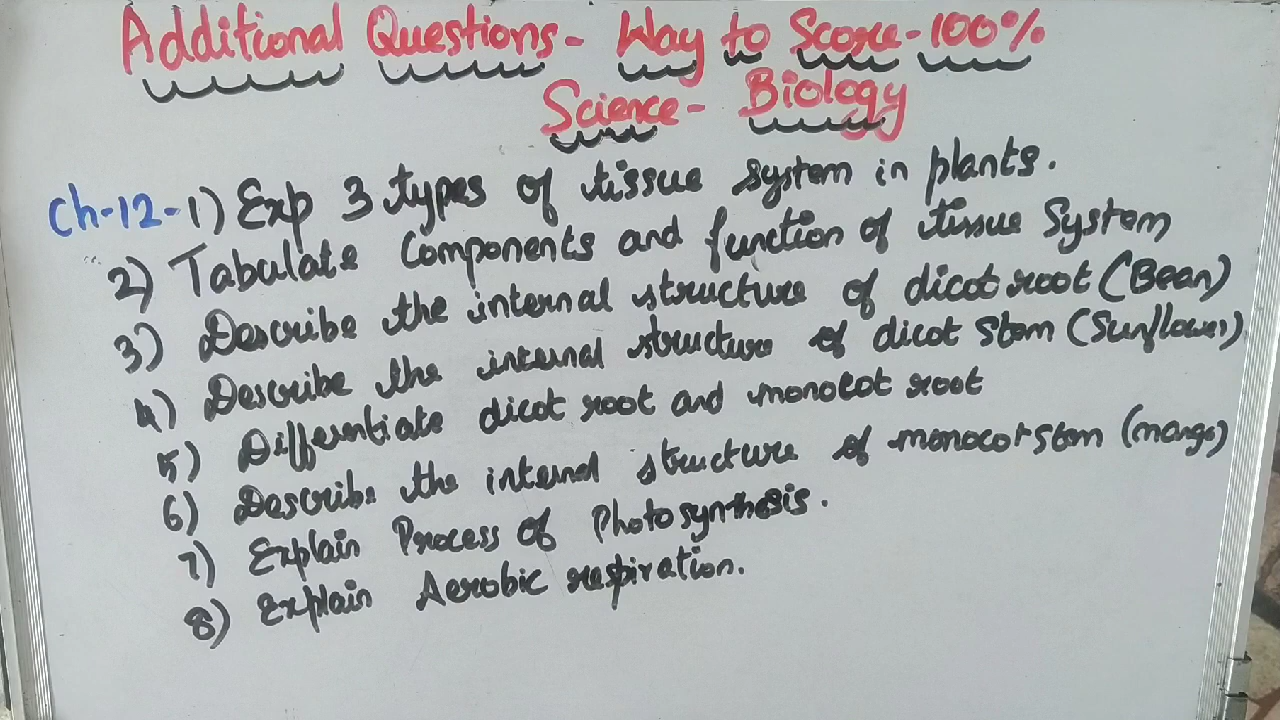 Additional Questions- Way to Score-100%
Science- Biology
Ch-12-1) Exp 3 types of tissue system in plants.
2) Tabulate Components and function of tissue System
3) Describe the internal structure of dicot root (Bean)
4) Describe the internal structure of dicot Stem (Sunflower)
5) Differentiate dicot root and monocot root
6) Describe the internal structure of monocot stem (mango)
7) Explain Process of Photosynthesis.
8) Explain Aerobic respiration.